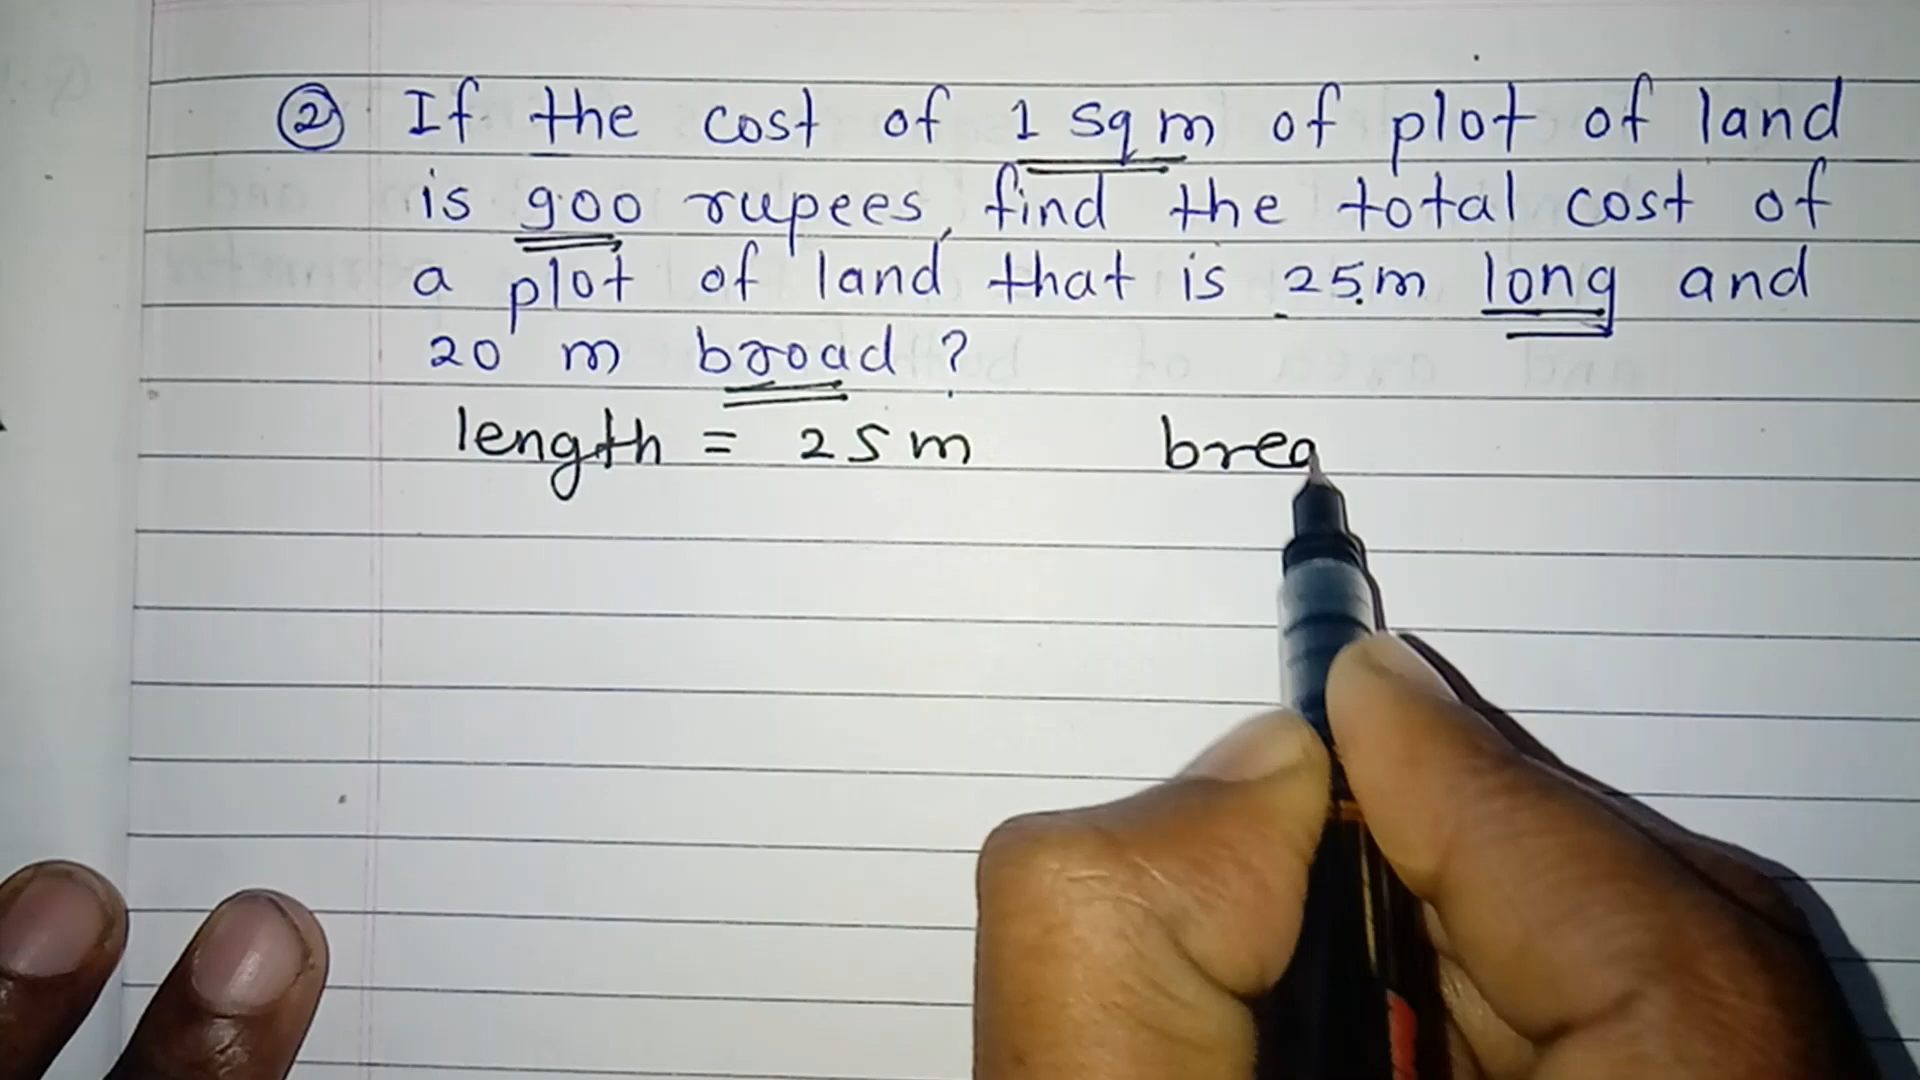 ② If the cost of 1 sq m of plot of land
is 900 rupees, find the total cost of
a plot of land that is 25m long and
20 m broad?
length = 25m brea